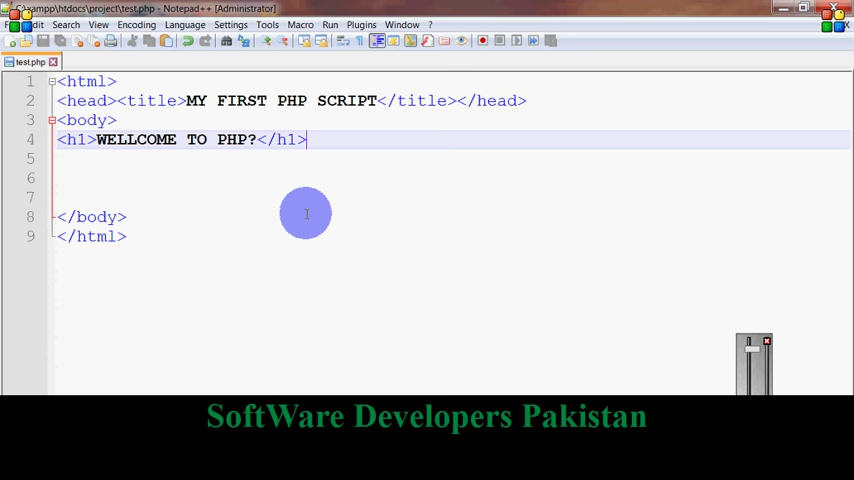 C:\xampp\htdocs\project\test.php - Notepad++ [Administrator]
Edit Search View Encoding Language Settings Tools Macro Run Plugins Window ?
test.php
1 <html>
2 <head><title>MY FIRST PHP SCRIPT</title></head>
3 <body>
4 <h1>WELLCOME TO PHP?</h1>
5
6
7
8 </body>
9 </html>
SoftWare Developers Pakistan